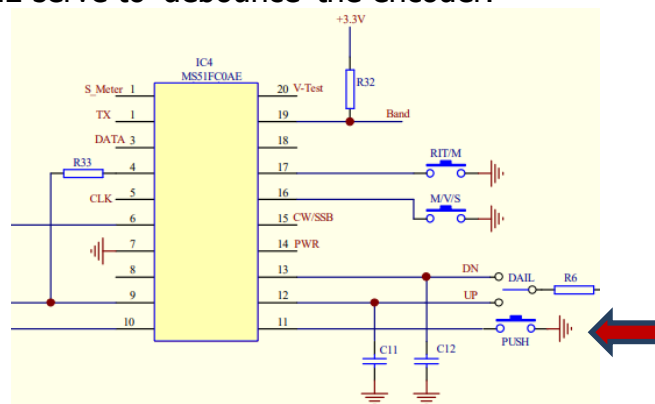 serve to 'debounce' the encoder.
+3.3V
IC4
MS51FC0AE
R32
S_Meter 1
20 V-Test
TX 1
19
Band
DATA 3
18
R33
4
17
RIT/M
CLK 5
16
M/V/S
6
15 CW/SSB
7
14 PWR
8
13
DN
DAIL
R6
9
12
UP
10
11
PUSH
C11
C12